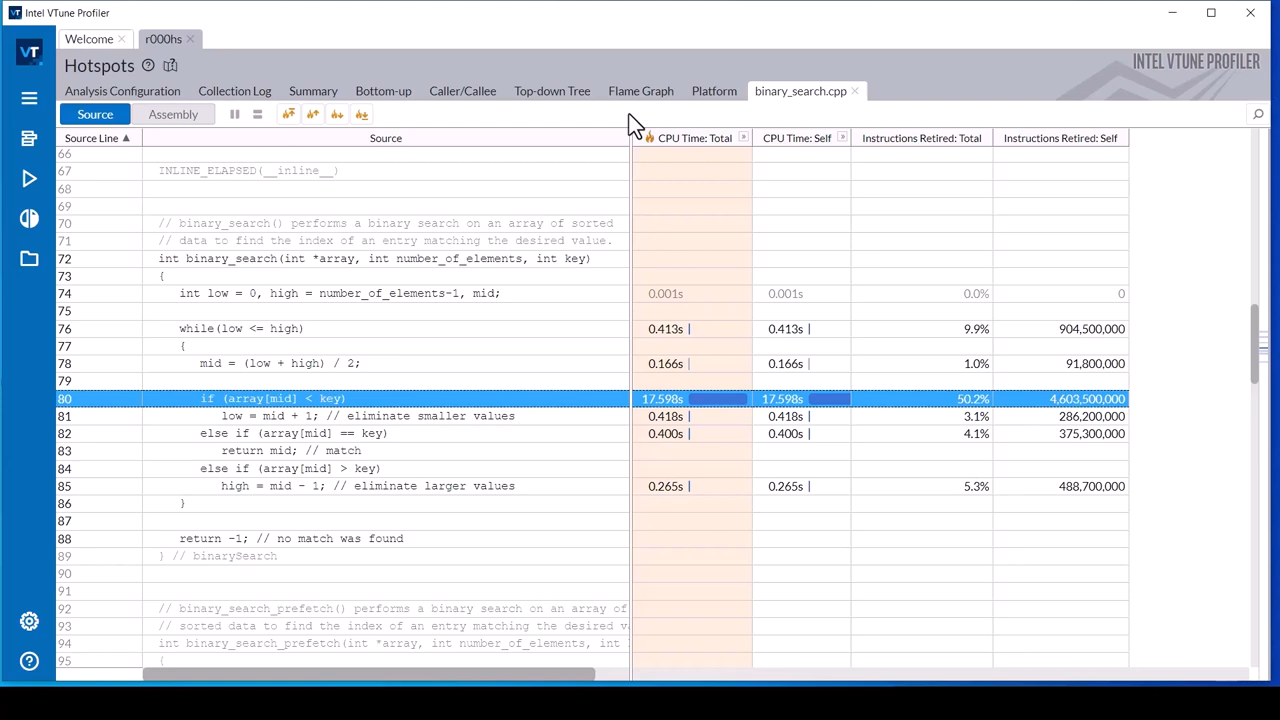 Intel VTune Profiler
Welcome
r000hs
Hotspots
INTEL VTUNE PROFILER
Analysis Configuration
Collection Log
Summary
Bottom-up
Caller/Callee
Top-down Tree
Flame Graph
Platform
binary_search.cpp
Source
Assembly
Source Line
Source
CPU Time: Total
CPU Time: Self
Instructions Retired: Total
Instructions Retired: Self
66
67 INLINE_ELAPSED(__inline__)
68
69
70 // binary_search() performs a binary search on an array of sorted
71 // data to find the index of an entry matching the desired value.
72 int binary_search(int *array, int number_of_elements, int key)
73 {
74 int low = 0, high = number_of_elements-1, mid; 0.001s 0.001s 0.0% 0
75
76 while(low <= high) 0.413s 0.413s 9.9% 904,500,000
77 {
78 mid = (low + high) / 2; 0.166s 0.166s 1.0% 91,800,000
79
80 if (array[mid] < key) 17.598s 17.598s 50.2% 4,603,500,000
81 low = mid + 1; // eliminate smaller values 0.418s 0.418s 3.1% 286,200,000
82 else if (array[mid] == key) 0.400s 0.400s 4.1% 375,300,000
83 return mid; // match
84 else if (array[mid] > key)
85 high = mid - 1; // eliminate larger values 0.265s 0.265s 5.3% 488,700,000
86 }
87
88 return -1; // no match was found
89 } // binarySearch
90
91
92 // binary_search_prefetch() performs a binary search on an array of
93 // sorted data to find the index of an entry matching the desired v
94 int binary_search_prefetch(int *array, int number_of_elements, int
95 {
VT